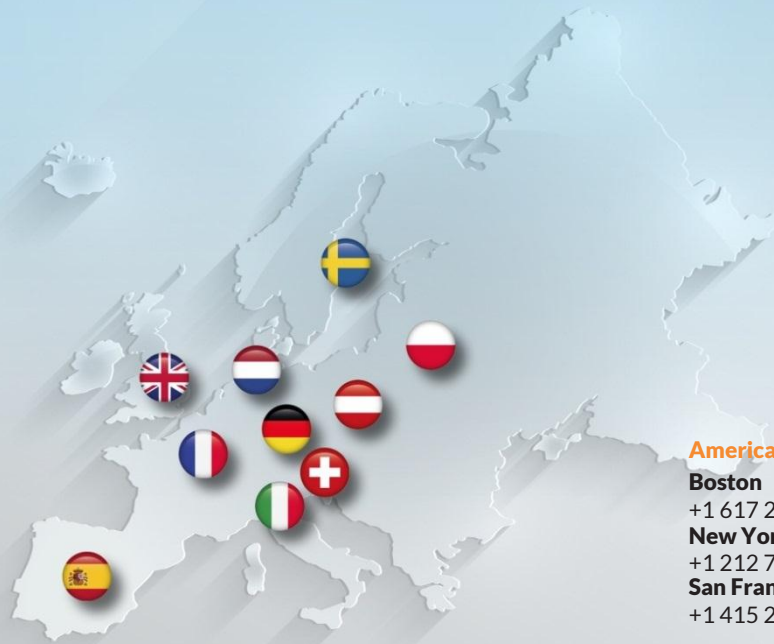 America
Boston
+1 617 2
New Yor
+1 212 7
San Fran
+1 415 2